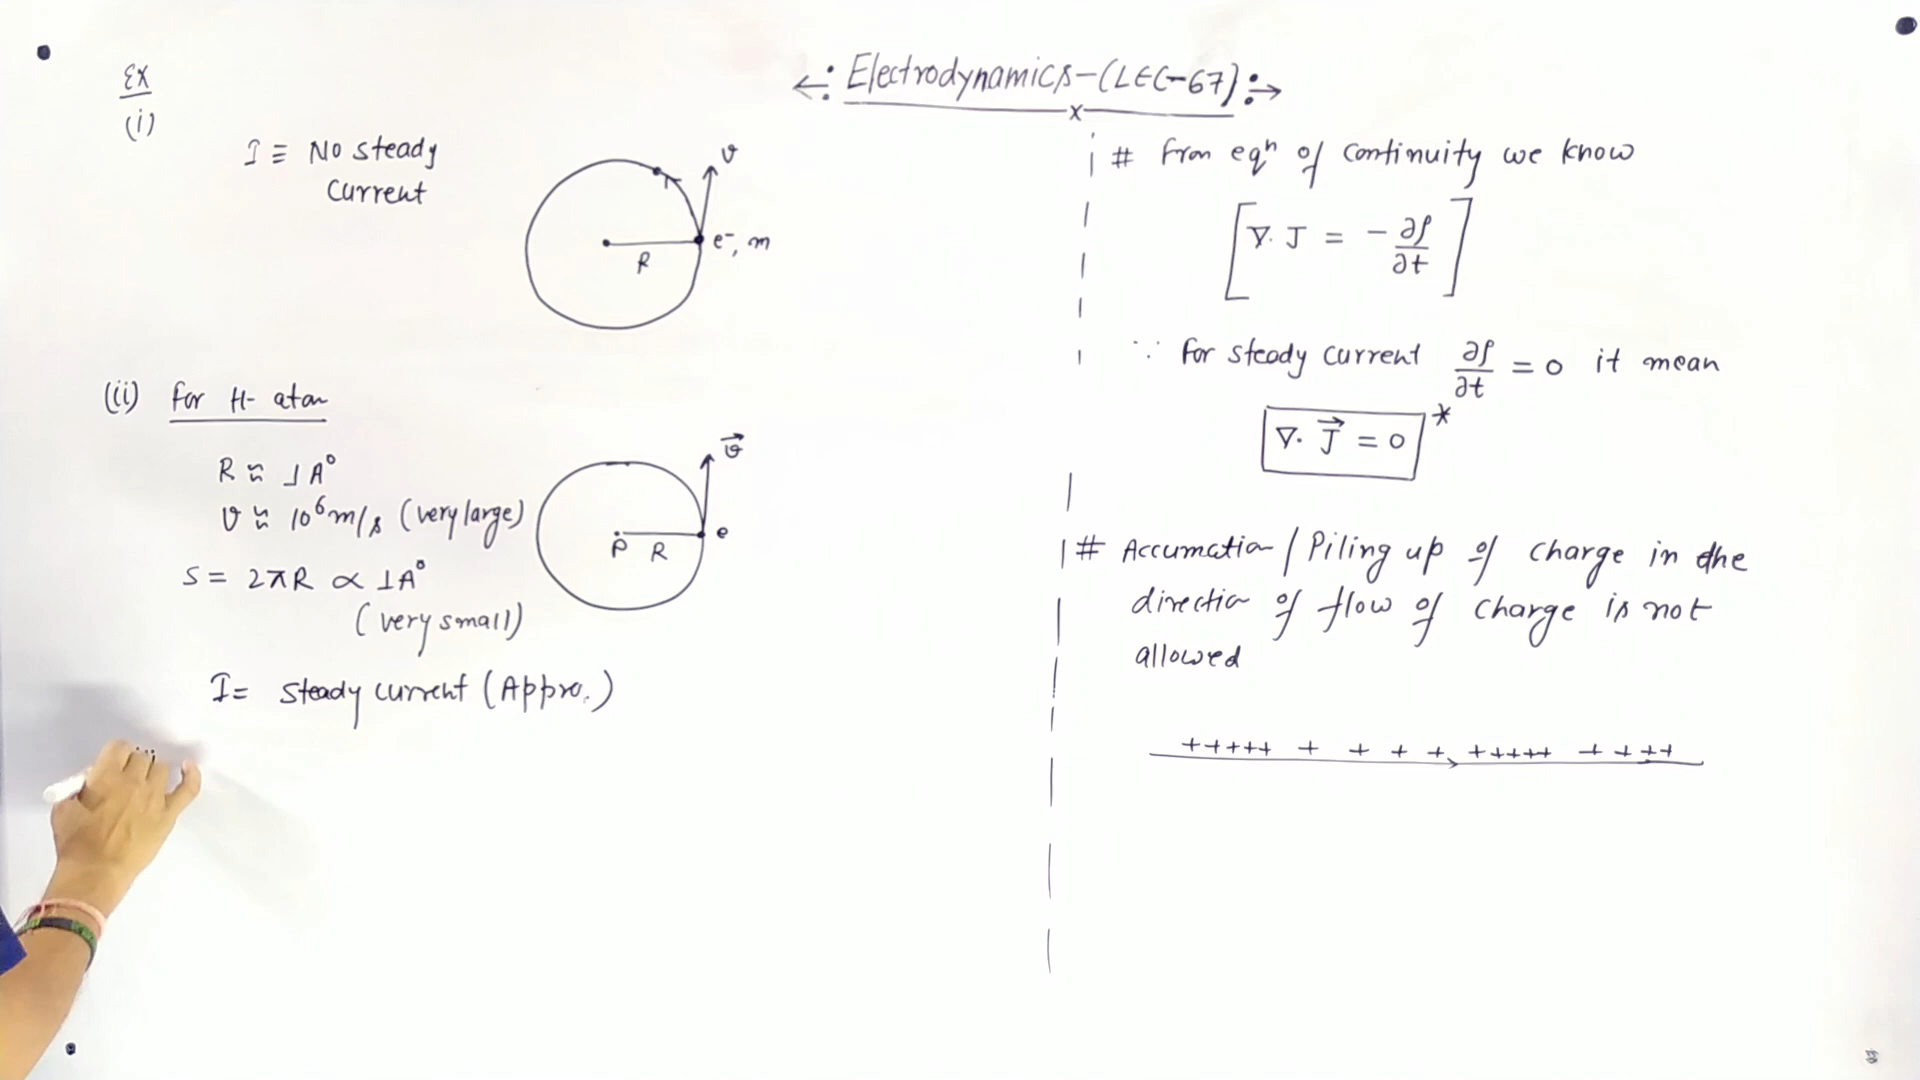 ←: Electrodynamics-(LEC-67):→
x
Ex
(i)
I ≡ No steady
Current
v
e⁻, m
R
(ii) for H- atom
R ≈ 1A°
v ≈ 10⁶m/s (very large)
S = 2πR ∝ 1A°
(very small)
I = steady current (Appro.)
v⃗
e
P R
# from eqⁿ of continuity we know
[∇. J = - ∂ρ/∂t]
∵ for steady current ∂ρ/∂t = 0 it mean
∇. J⃗ = 0 *
# Accumation / Piling up of charge in the
direction of flow of charge is not
allowed
+++++ + + + + +++++ + + ++